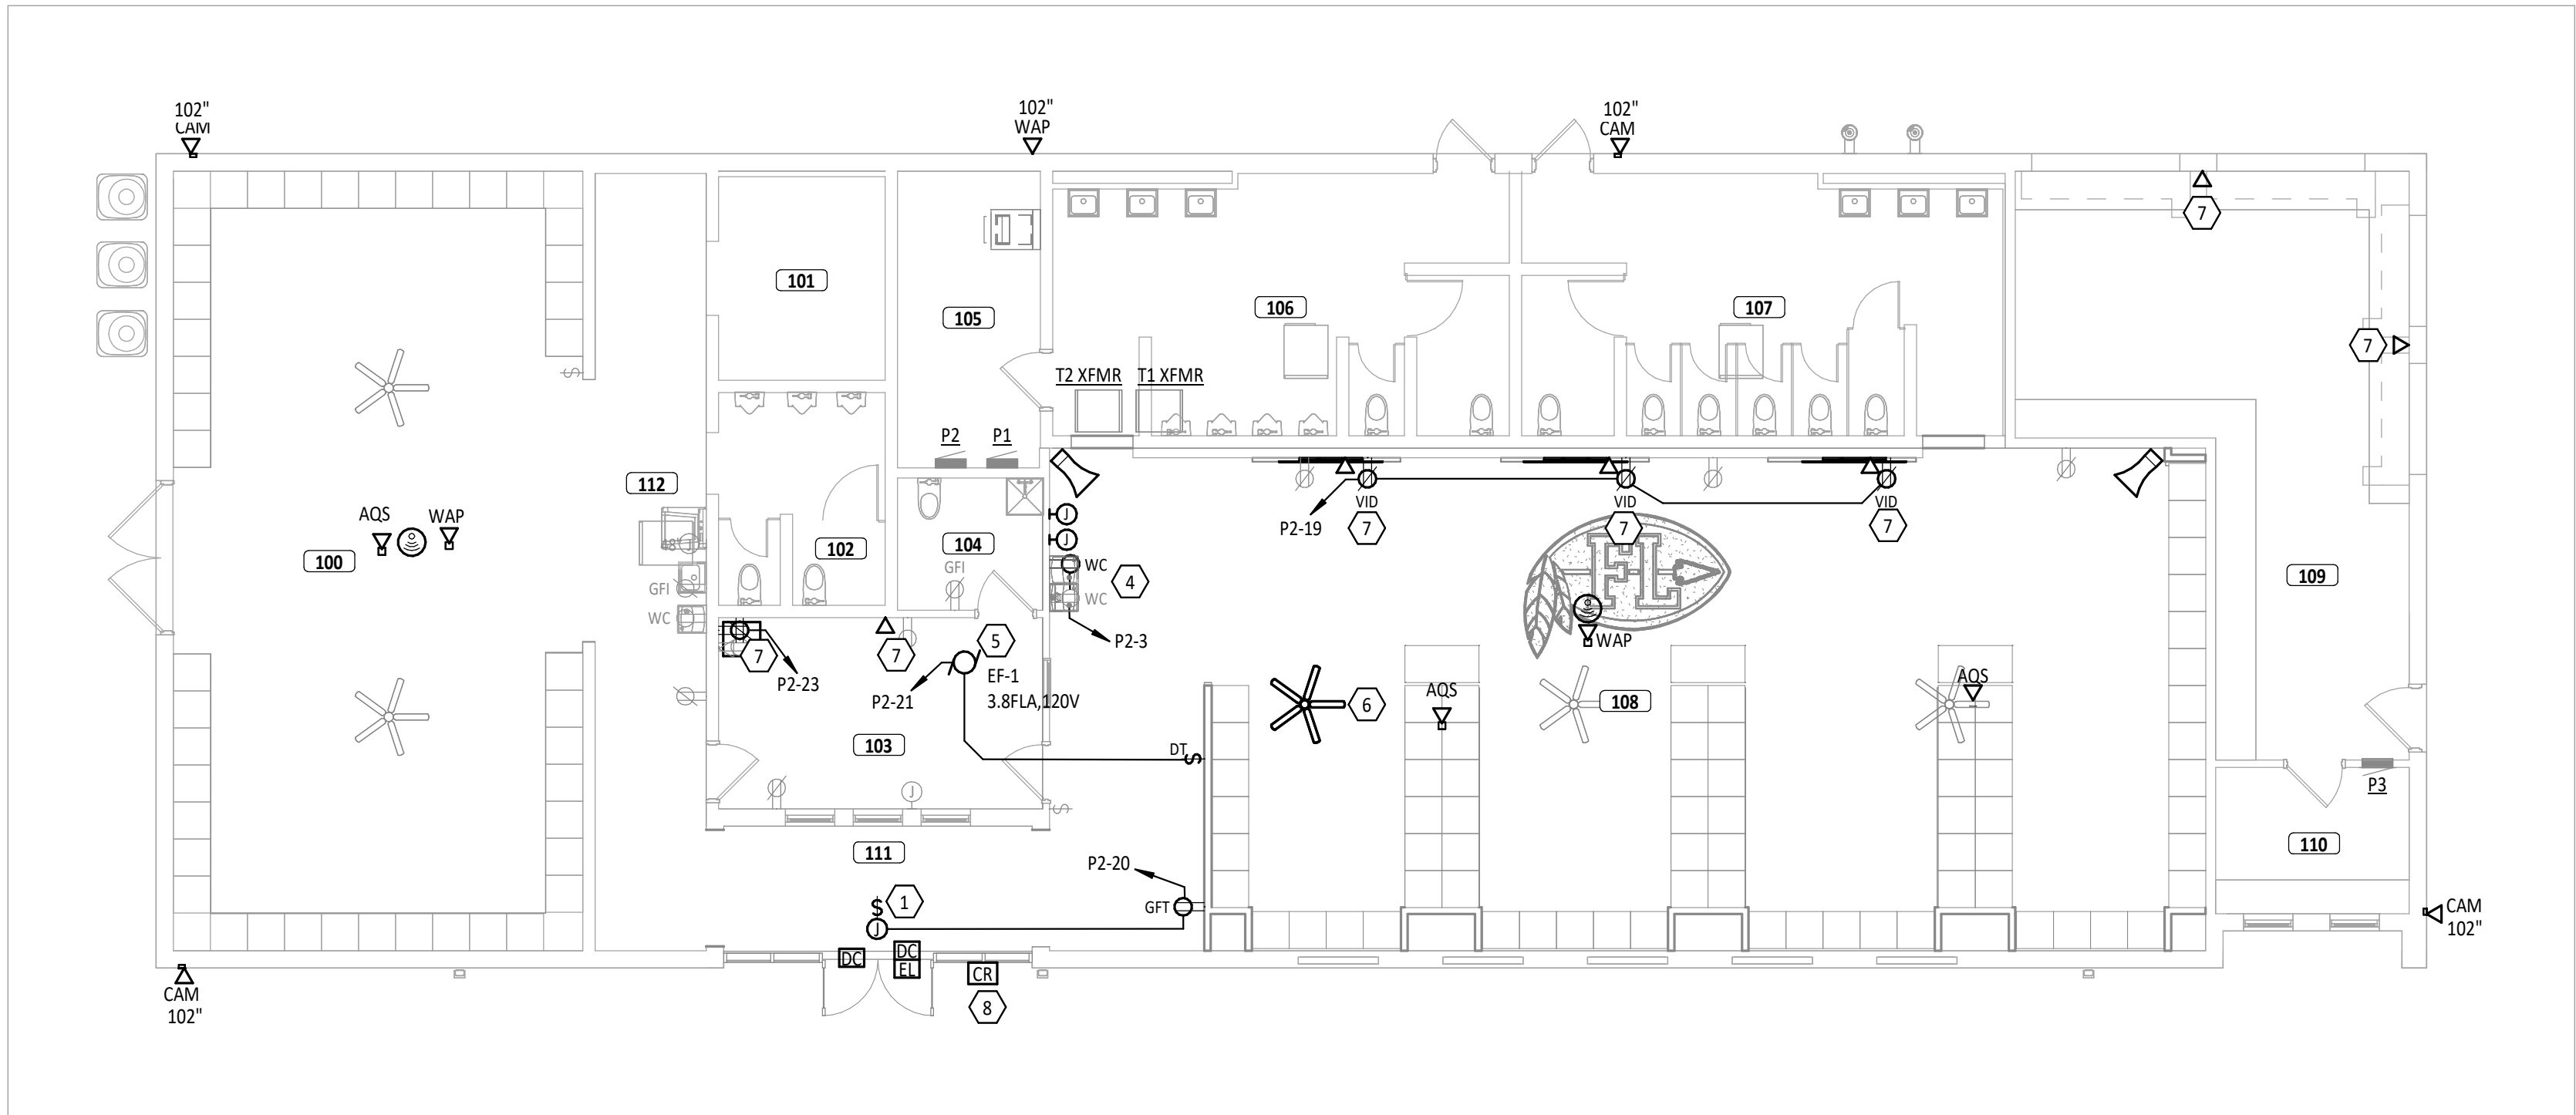 102"
CAM
102"
WAP
102"
CAM
7
101
105
106
107
7
T2 XFMR
T1 XFMR
P2
P1
112
AQS
WAP
100
102
104
GFI
GFI
WC
J
J
J
WC
WC
4
P2-3
P2-19
VID
7
VID
7
VID
7
FL
WAP
109
7
P2-23
7
5
EF-1
3.8FLA,120V
P2-21
103
J
DT
S
S
S
6
AQS
108
AQS
P3
110
111
P2-20
GFT
$
1
J
DC
DC
EL
CR
8
CAM
102"
CAM
102"